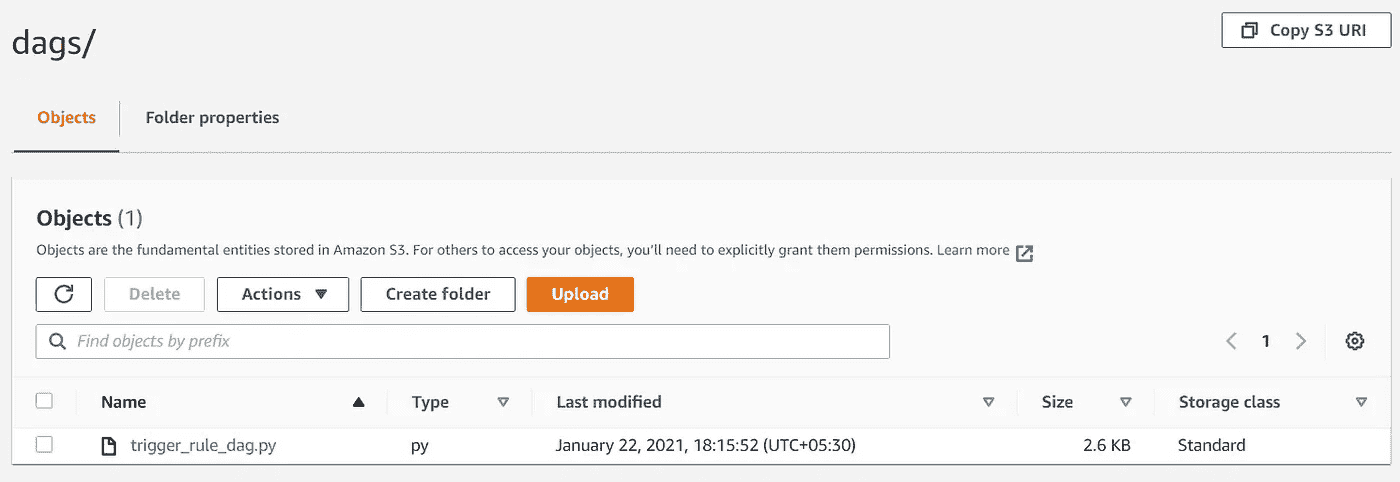 dags/
Copy S3 URI
Objects
Folder properties
Objects (1)
Objects are the fundamental entities stored in Amazon S3. For others to access your objects, you'll need to explicitly grant them permissions. Learn more
Delete
Actions
Create folder
Upload
Find objects by prefix
1
Name Type Last modified Size Storage class
trigger_rule_dag.py py January 22, 2021, 18:15:52 (UTC+05:30) 2.6 KB Standard